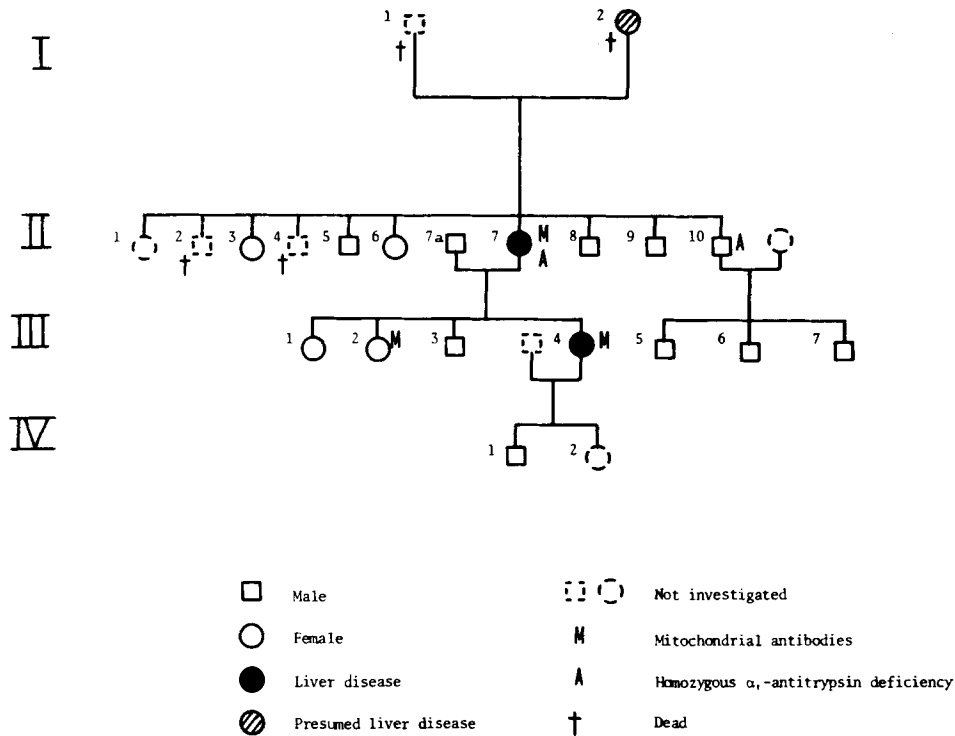 I
1
2
†
†
II
1
2
3
4
5
6
7a
7
M
A
8
9
10
A
†
†
III
1
2
M
3
4
M
5
6
7
IV
1
2
Male
Not investigated
Female
M
Mitochondrial antibodies
Liver disease
A
Homozygous α₁-antitrypsin deficiency
Presumed liver disease
†
Dead